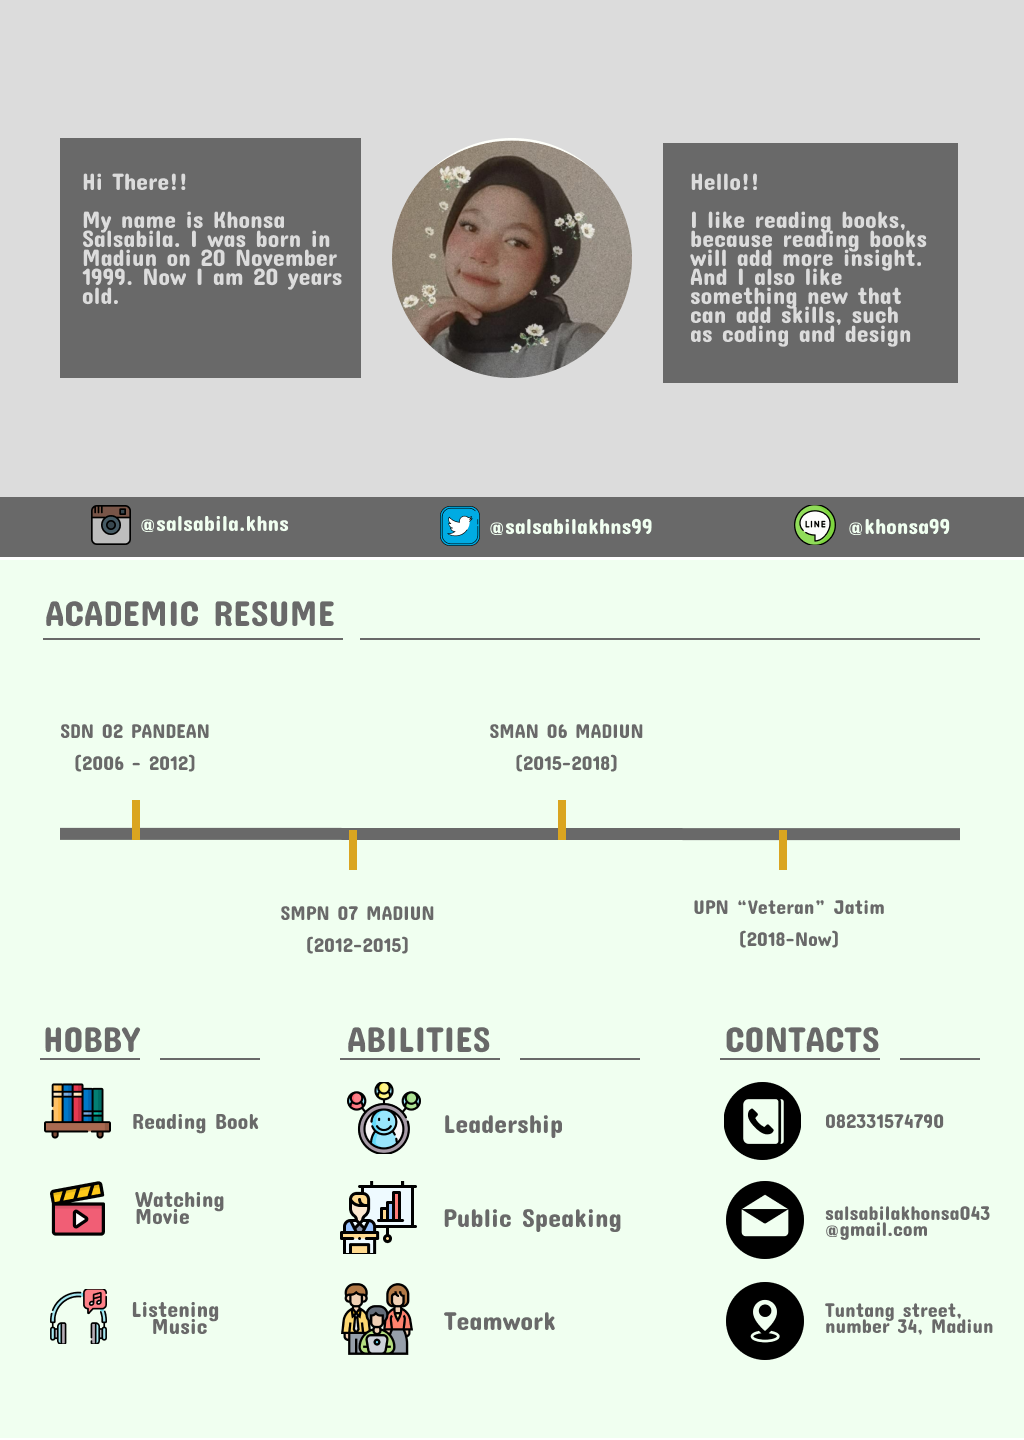 Hi There!!
My name is Khonsa
Salsabila. I was born in
Madiun on 20 November
1999. Now I am 20 years
old.
Hello!!
I like reading books,
because reading books
will add more insight.
And I also like
something new that
can add skills, such
as coding and design
@salsabila.khns
@salsabilakhns99
LINE
@khonsa99
ACADEMIC RESUME
SDN 02 PANDEAN
(2006 - 2012)
SMAN 06 MADIUN
(2015-2018)
SMPN 07 MADIUN
(2012-2015)
UPN “Veteran” Jatim
(2018-Now)
HOBBY
Reading Book
Watching
Movie
Listening
Music
ABILITIES
Leadership
Public Speaking
Teamwork
CONTACTS
082331574790
salsabilakhonsa043
@gmail.com
Tuntang street,
number 34, Madiun